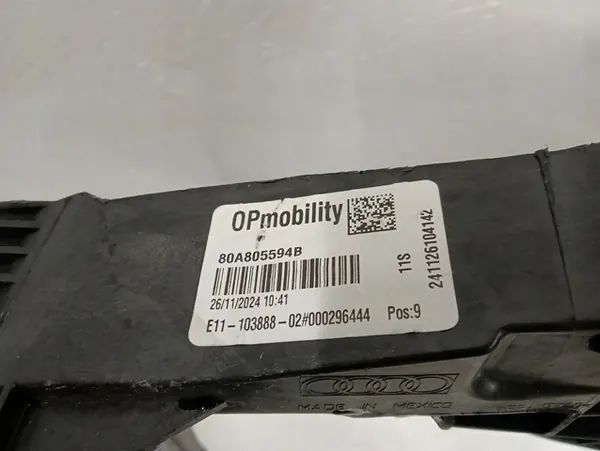 OPmobility
80A805594B
26/11/2024 10:41
E11-103888-02#000296444 Pos:9
11S
241126104142
MADE IN MEXICO